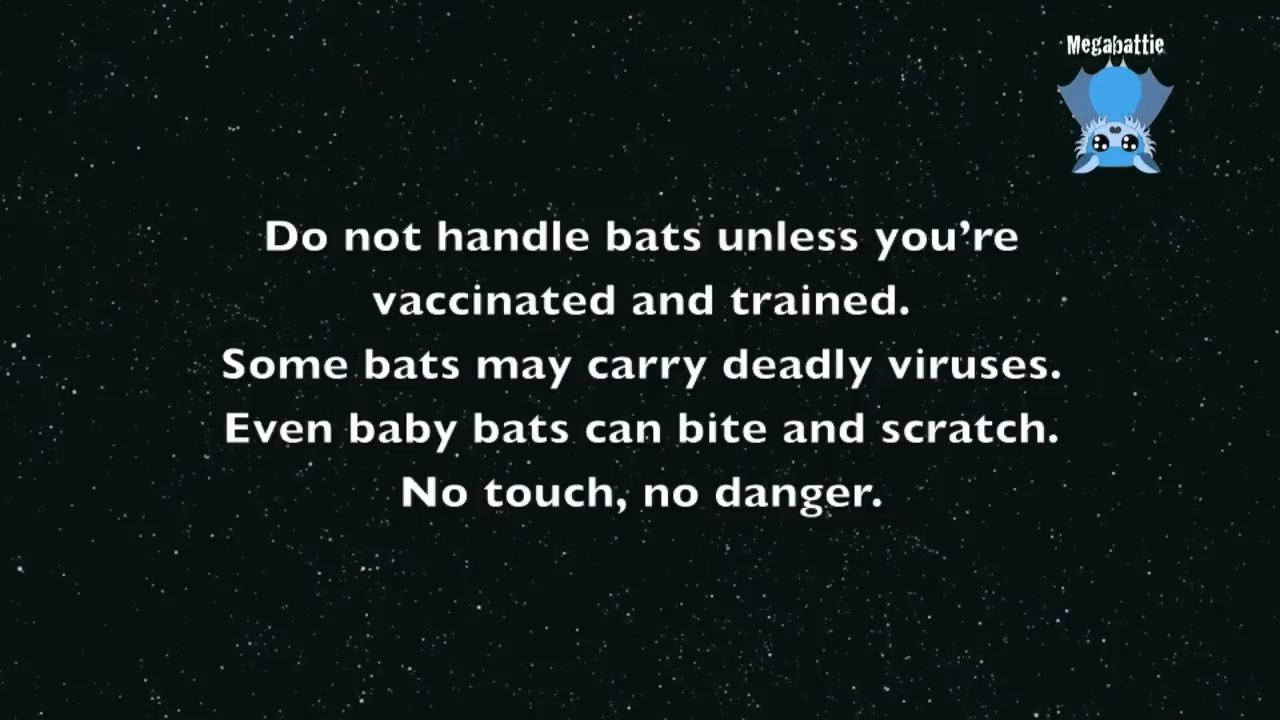 Megabattie
Do not handle bats unless you’re
vaccinated and trained.
Some bats may carry deadly viruses.
Even baby bats can bite and scratch.
No touch, no danger.